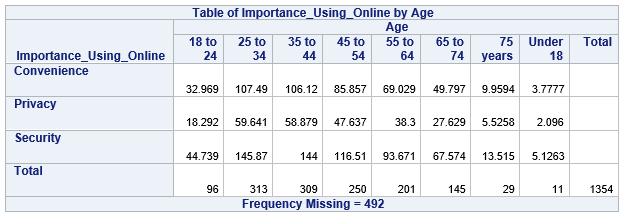 Table of Importance_Using_Online by Age
Importance_Using_Online Age
18 to 24 25 to 34 35 to 44 45 to 54 55 to 64 65 to 74 75 years Under 18 Total
Convenience
32.969 107.49 106.12 85.857 69.029 49.797 9.9594 3.7777
Privacy
18.292 59.641 58.879 47.637 38.3 27.629 5.5258 2.096
Security
44.739 145.87 144 116.51 93.671 67.574 13.515 5.1263
Total
96 313 309 250 201 145 29 11 1354
Frequency Missing = 492